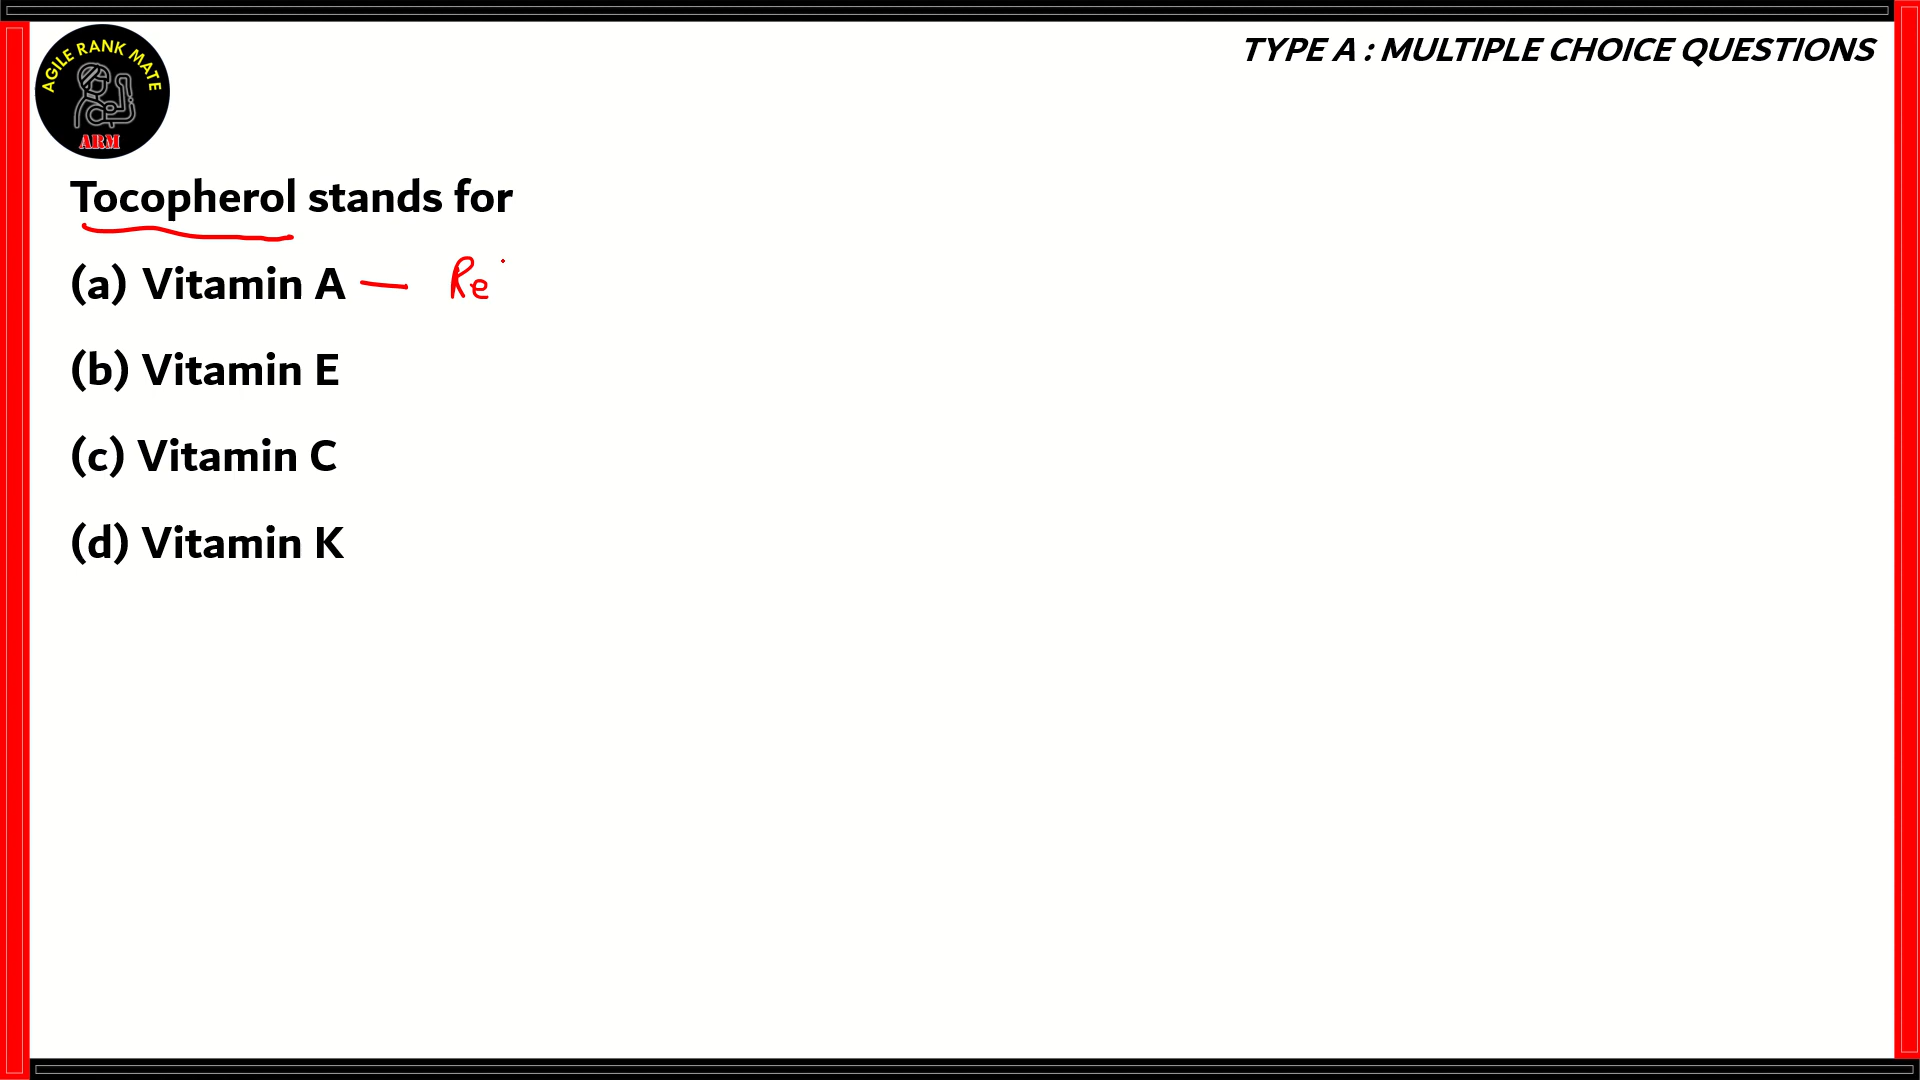 TYPE A : MULTIPLE CHOICE QUESTIONS
AGILE RANK MATE
ARM
Tocopherol stands for
(a) Vitamin A — Re
(b) Vitamin E
(c) Vitamin C
(d) Vitamin K